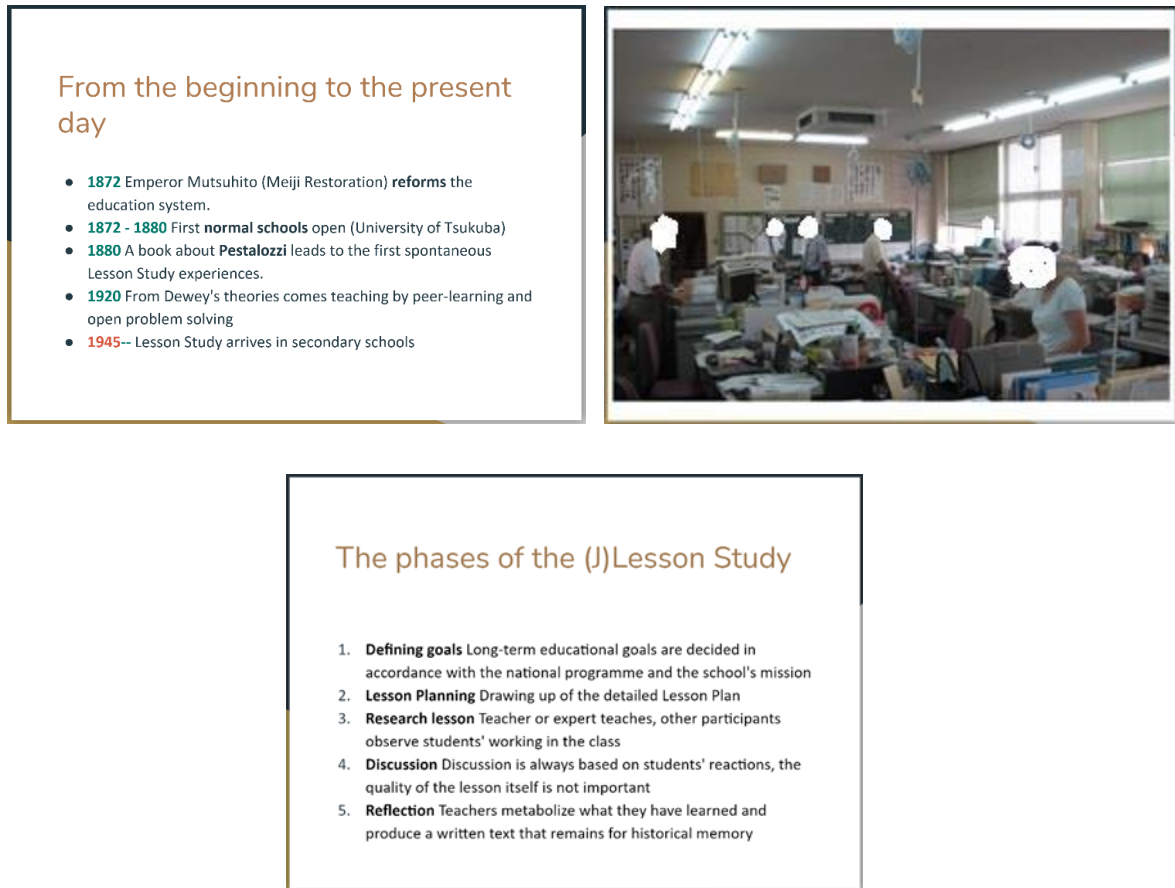 From the beginning to the present
day
● 1872 Emperor Mutsuhito (Meiji Restoration) reforms the
education system.
● 1872 - 1880 First normal schools open (University of Tsukuba)
● 1880 A book about Pestalozzi leads to the first spontaneous
Lesson Study experiences.
● 1920 From Dewey's theories comes teaching by peer-learning and
open problem solving
● 1945-- Lesson Study arrives in secondary schools
The phases of the (J)Lesson Study
1. Defining goals Long-term educational goals are decided in
accordance with the national programme and the school's mission
2. Lesson Planning Drawing up of the detailed Lesson Plan
3. Research lesson Teacher or expert teaches, other participants
observe students' working in the class
4. Discussion Discussion is always based on students' reactions, the
quality of the lesson itself is not important
5. Reflection Teachers metabolize what they have learned and
produce a written text that remains for historical memory